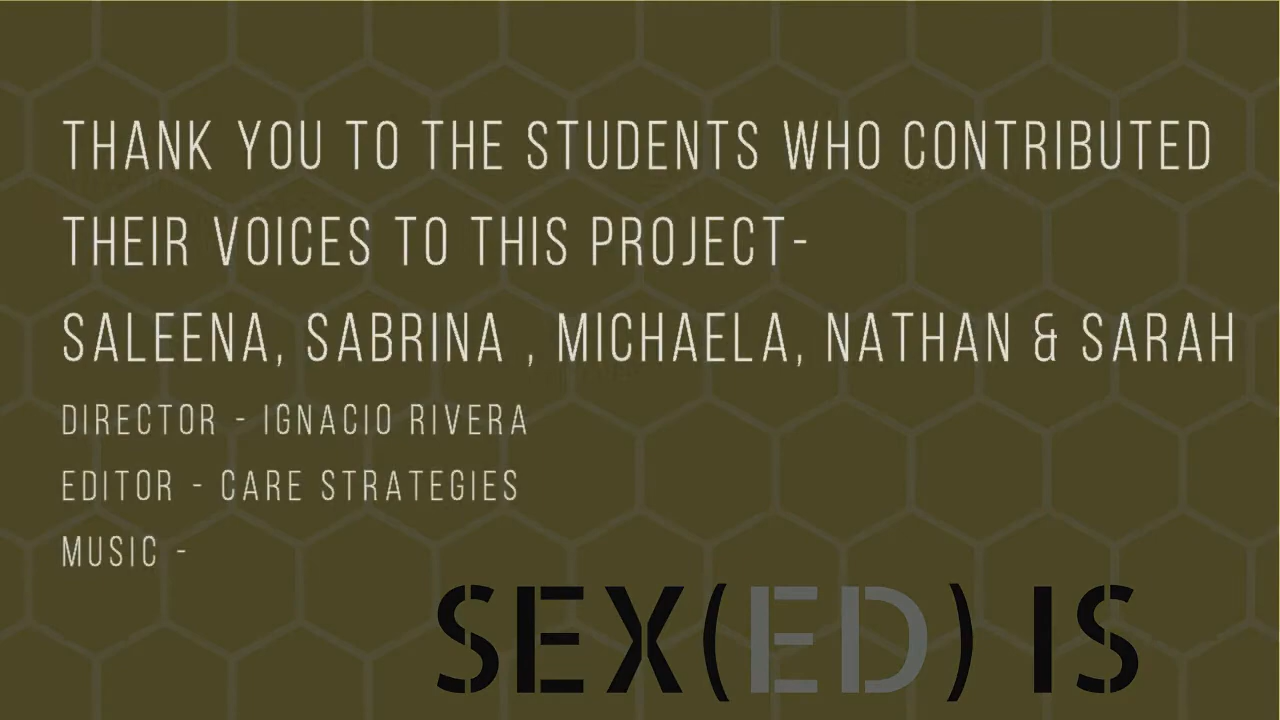 THANK YOU TO THE STUDENTS WHO CONTRIBUTED
THEIR VOICES TO THIS PROJECT-
SALEENA, SABRINA , MICHAELA, NATHAN & SARAH
DIRECTOR - IGNACIO RIVERA
EDITOR - CARE STRATEGIES
MUSIC -
SEX(ED) IS